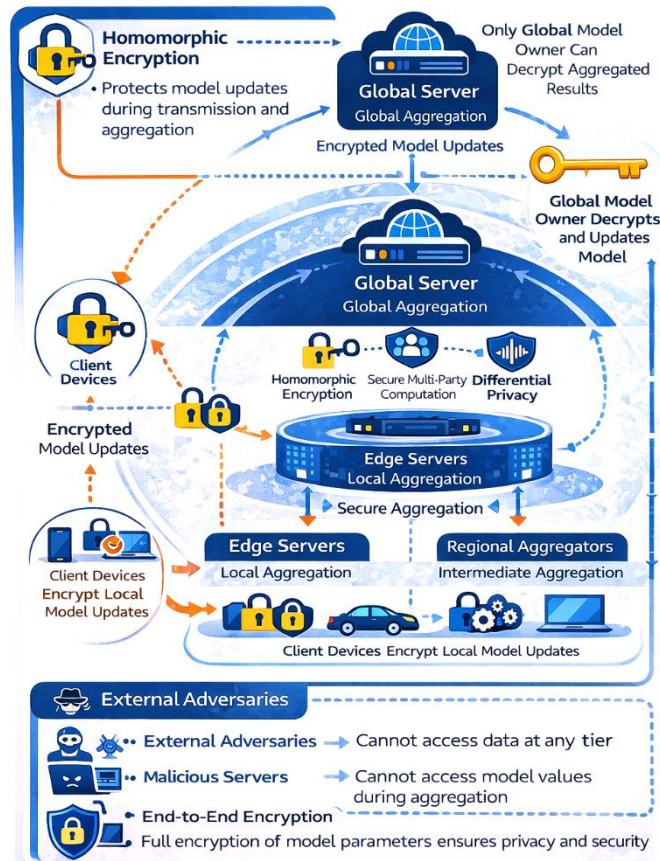 Homomorphic
Encryption
• Protects model updates
during transmission and
aggregation
Global Server
Global Aggregation
Encrypted Model Updates
Only Global Model
Owner Can
Decrypt Aggregated
Results
Global Model
Owner Decrypts
and Updates
Model
Global Server
Global Aggregation
Client
Devices
Homomorphic
Encryption
Secure Multi-Party
Computation
Differential
Privacy
Encrypted
Model Updates
Edge Servers
Local Aggregation
Secure Aggregation
Edge Servers
Local Aggregation
Regional Aggregators
Intermediate Aggregation
Client Devices
Encrypt Local
Model Updates
Client Devices Encrypt Local Model Updates
External Adversaries
External Adversaries
Cannot access data at any tier
Malicious Servers
Cannot access model values
during aggregation
End-to-End Encryption
Full encryption of model parameters ensures privacy and security